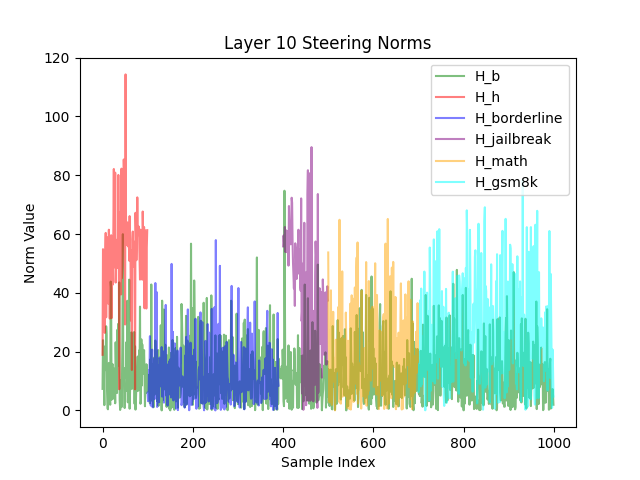 Layer 10 Steering Norms
120
100
80
60
40
20
0
Norm Value
H_b
H_h
H_borderline
H_jailbreak
H_math
H_gsm8k
0
200
400
600
800
1000
Sample Index